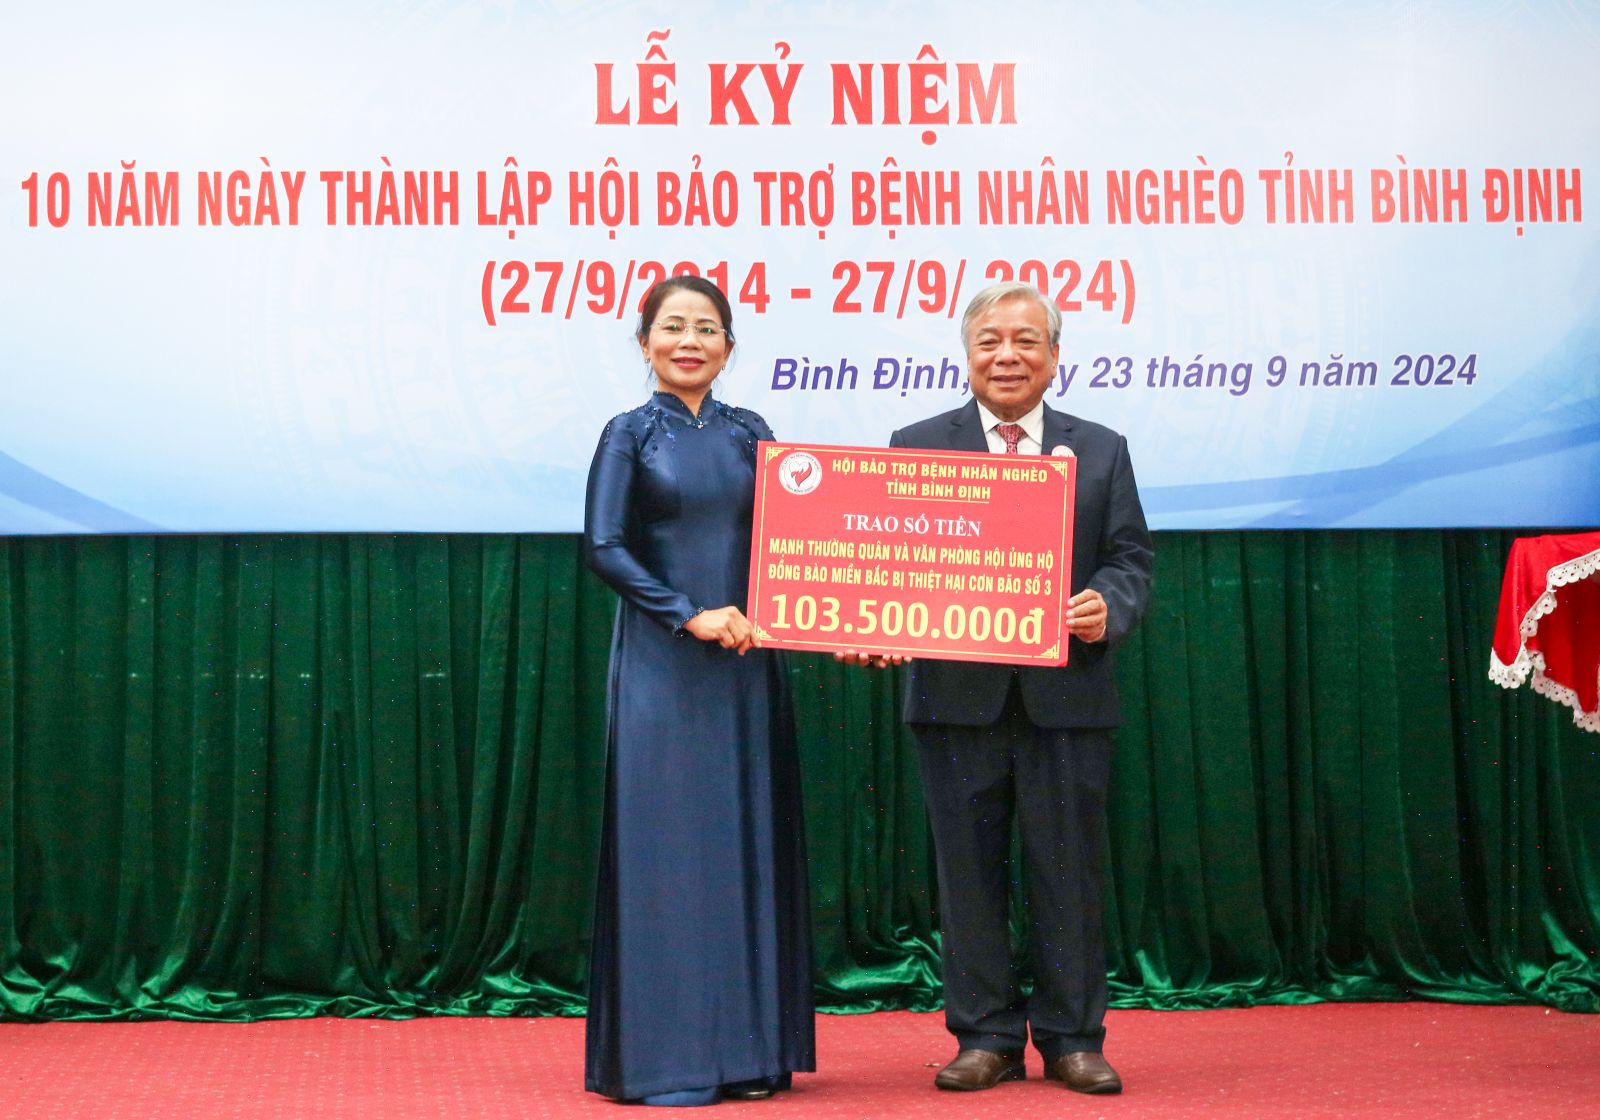 LỄ KỶ NIỆM
10 NĂM NGÀY THÀNH LẬP HỘI BẢO TRỢ BỆNH NHÂN NGHÈO TỈNH BÌNH ĐỊNH
(27/9/2014 - 27/9/ 2024)
Bình Định, ngày 23 tháng 9 năm 2024
HỘI BẢO TRỢ BỆNH NHÂN NGHÈO
TỈNH BÌNH ĐỊNH
TRAO SỐ TIỀN
MẠNH THƯỜNG QUÂN VÀ VĂN PHÒNG HỘI ỦNG HỘ
ĐỒNG BÀO MIỀN BẮC BỊ THIỆT HẠI CƠN BÃO SỐ 3
103.500.000đ